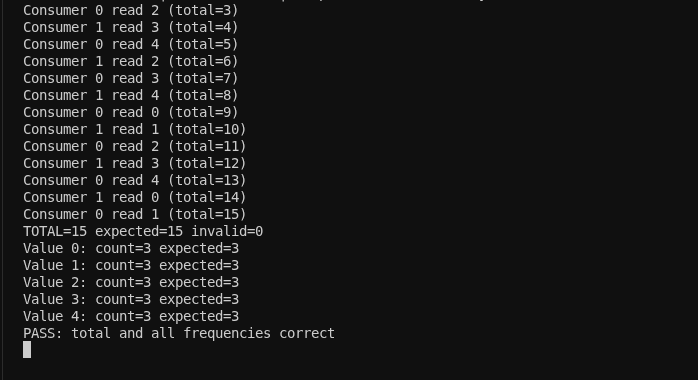 Consumer 0 read 2 (total=3)
Consumer 1 read 3 (total=4)
Consumer 0 read 4 (total=5)
Consumer 1 read 2 (total=6)
Consumer 0 read 3 (total=7)
Consumer 1 read 4 (total=8)
Consumer 0 read 0 (total=9)
Consumer 1 read 1 (total=10)
Consumer 0 read 2 (total=11)
Consumer 1 read 3 (total=12)
Consumer 0 read 4 (total=13)
Consumer 1 read 0 (total=14)
Consumer 0 read 1 (total=15)
TOTAL=15 expected=15 invalid=0
Value 0: count=3 expected=3
Value 1: count=3 expected=3
Value 2: count=3 expected=3
Value 3: count=3 expected=3
Value 4: count=3 expected=3
PASS: total and all frequencies correct